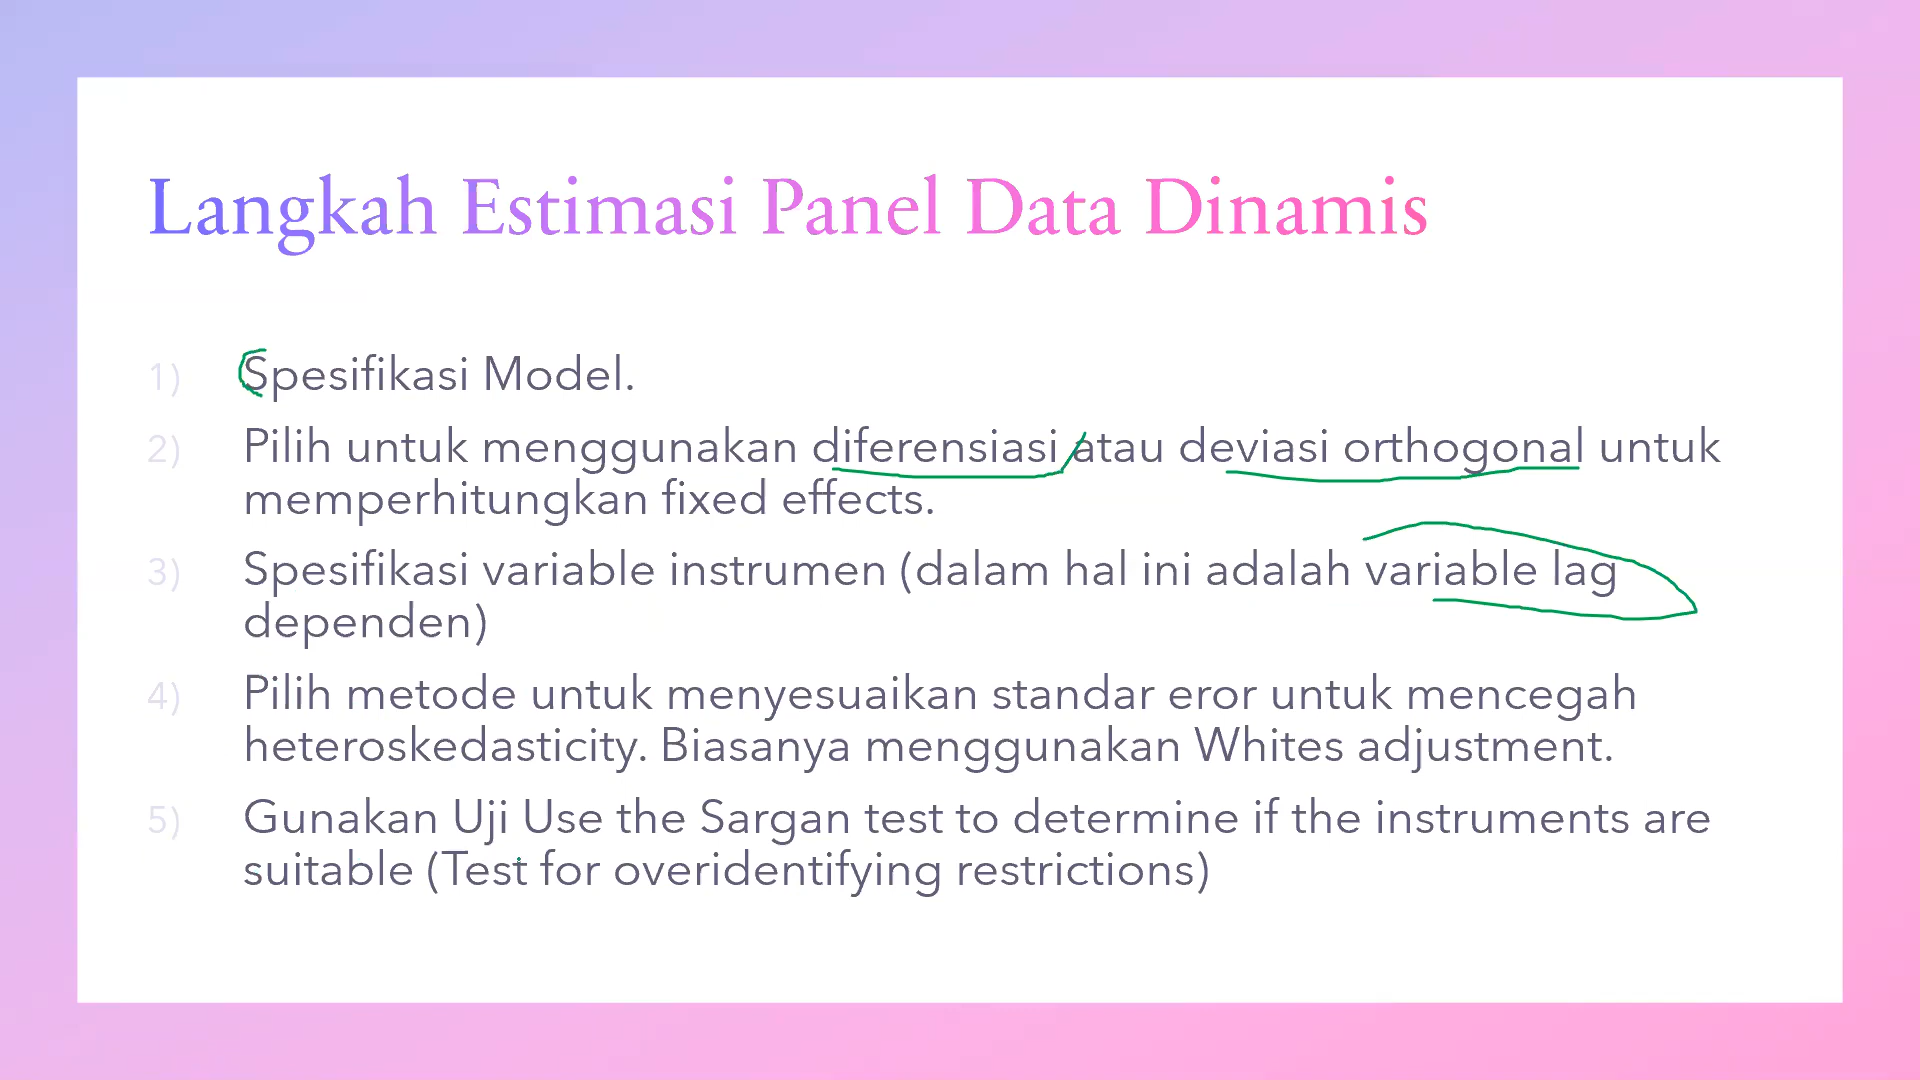 Langkah Estimasi Panel Data Dinamis
1) Spesifikasi Model.
2) Pilih untuk menggunakan diferensiasi atau deviasi orthogonal untuk
memperhitungkan fixed effects.
3) Spesifikasi variable instrumen (dalam hal ini adalah variable lag
dependen)
4) Pilih metode untuk menyesuaikan standar eror untuk mencegah
heteroskedasticity. Biasanya menggunakan Whites adjustment.
5) Gunakan Uji Use the Sargan test to determine if the instruments are
suitable (Test for overidentifying restrictions)